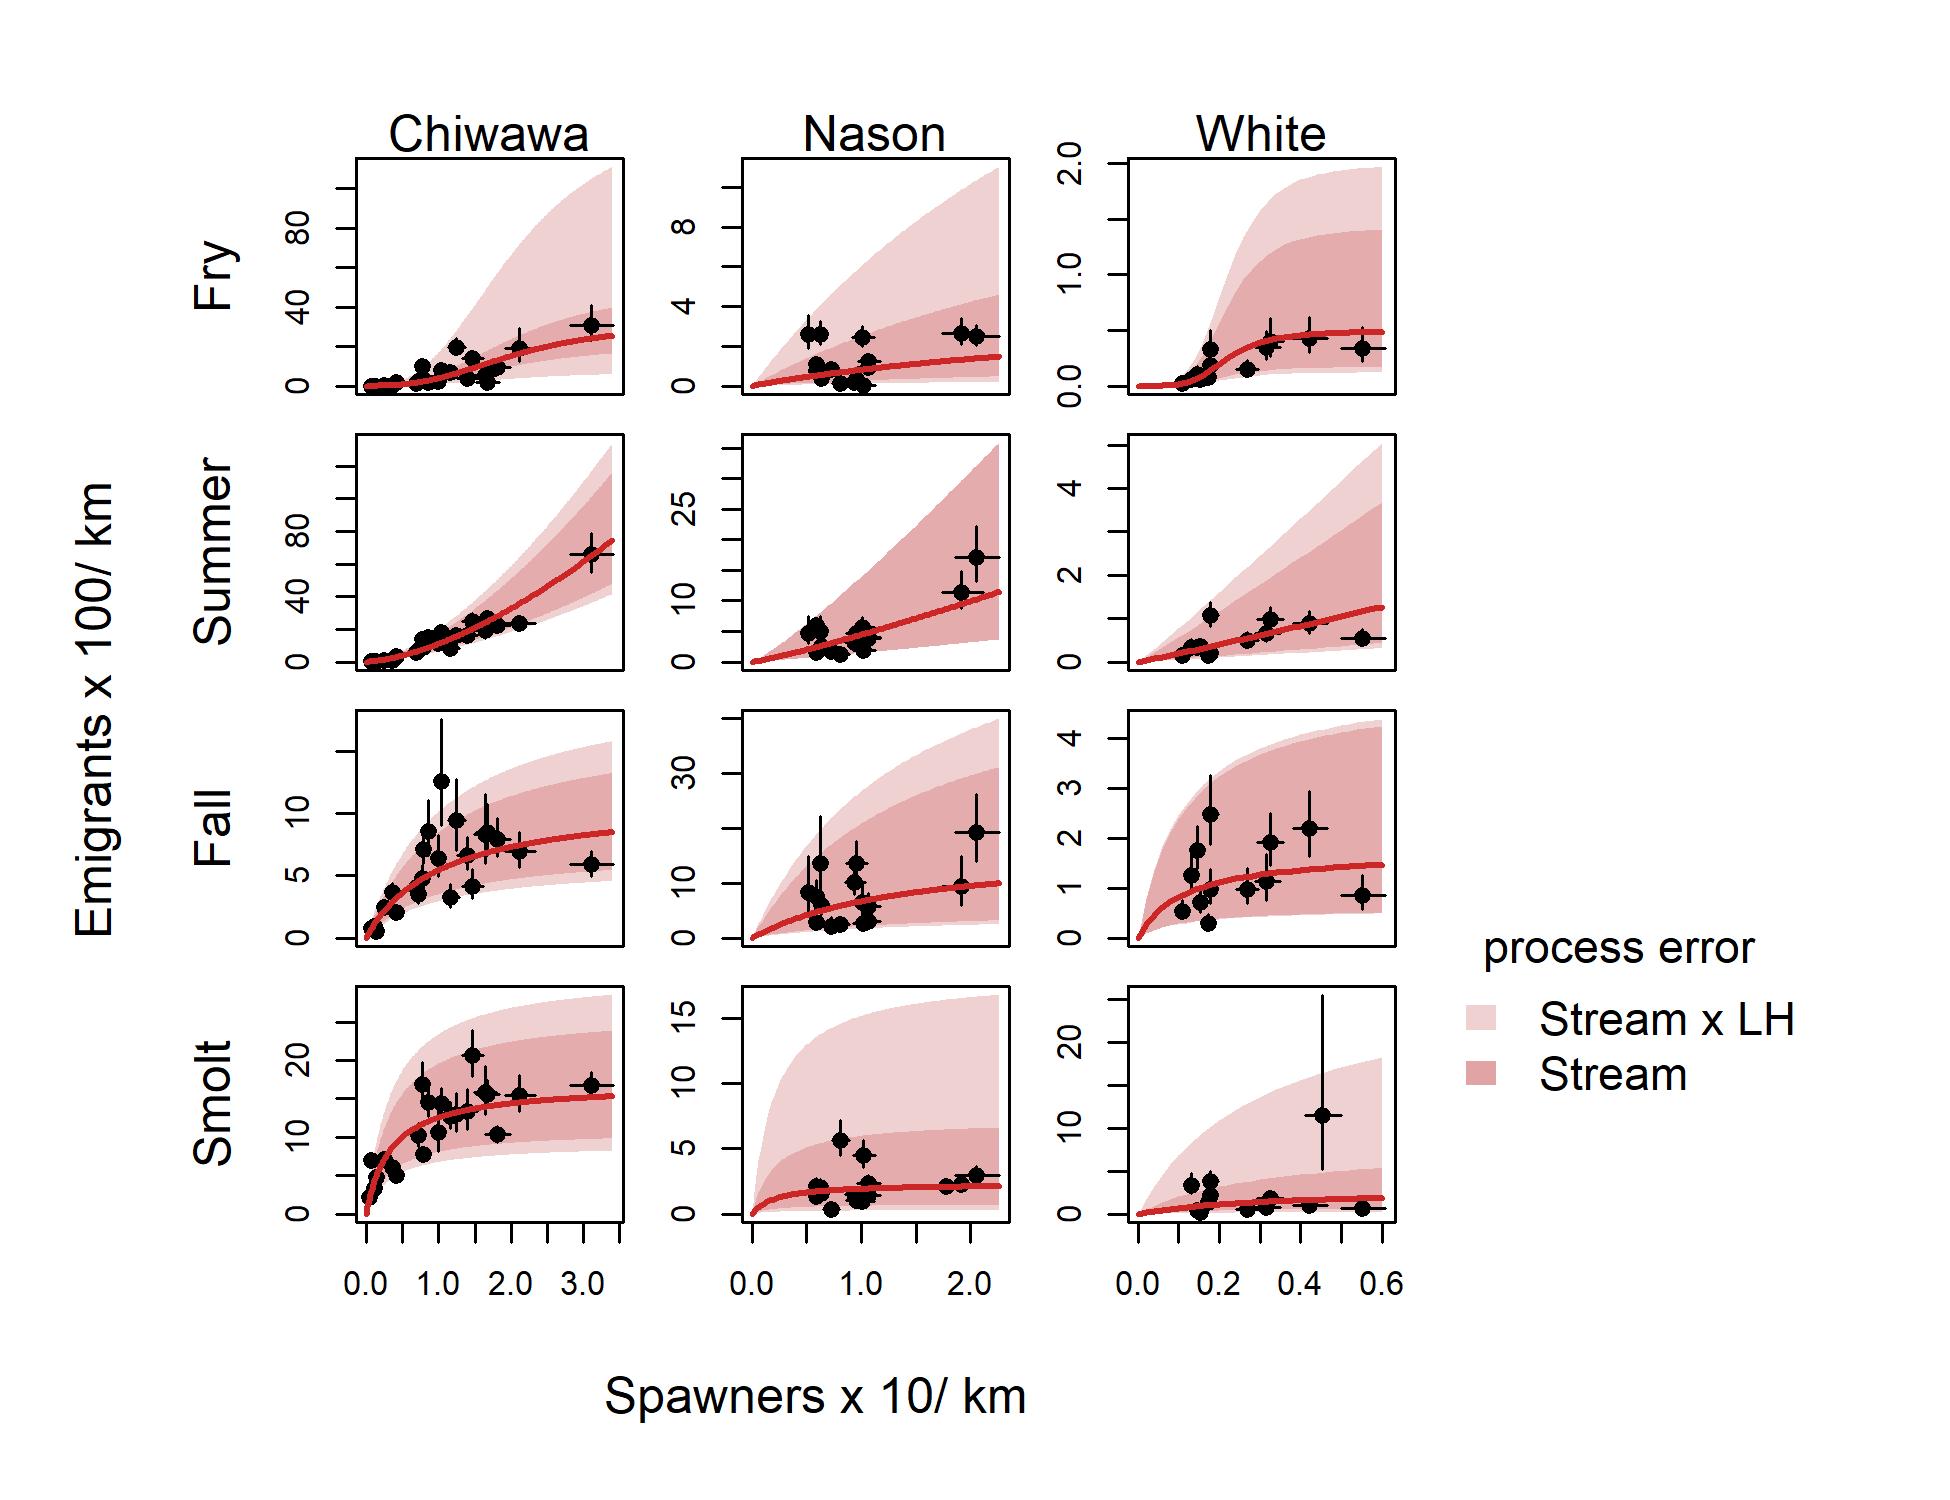 Chiwawa Nason White
Emigrants x 100/ km
Fry
0 40 80
0 4 8
0.0 1.0 2.0
Summer
0 40 80
0 10 25
0 2 4
Fall
0 5 10
0 10 30
0 1 2 3 4
Smolt
0 10 20
0 5 10 15
0 10 20
0.0 1.0 2.0 3.0
0.0 1.0 2.0
0.0 0.2 0.4 0.6
Spawners x 10/ km
process error
Stream x LH
Stream